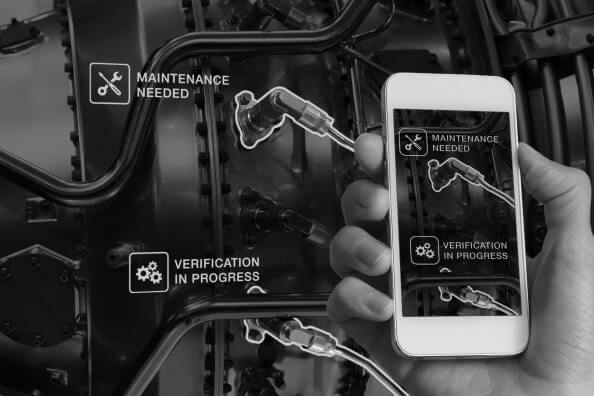 MAINTENANCE
NEEDED
MAINTENANCE
NEEDED
VERIFICATION
IN PROGRESS
VERIFICATION
IN PROGRESS